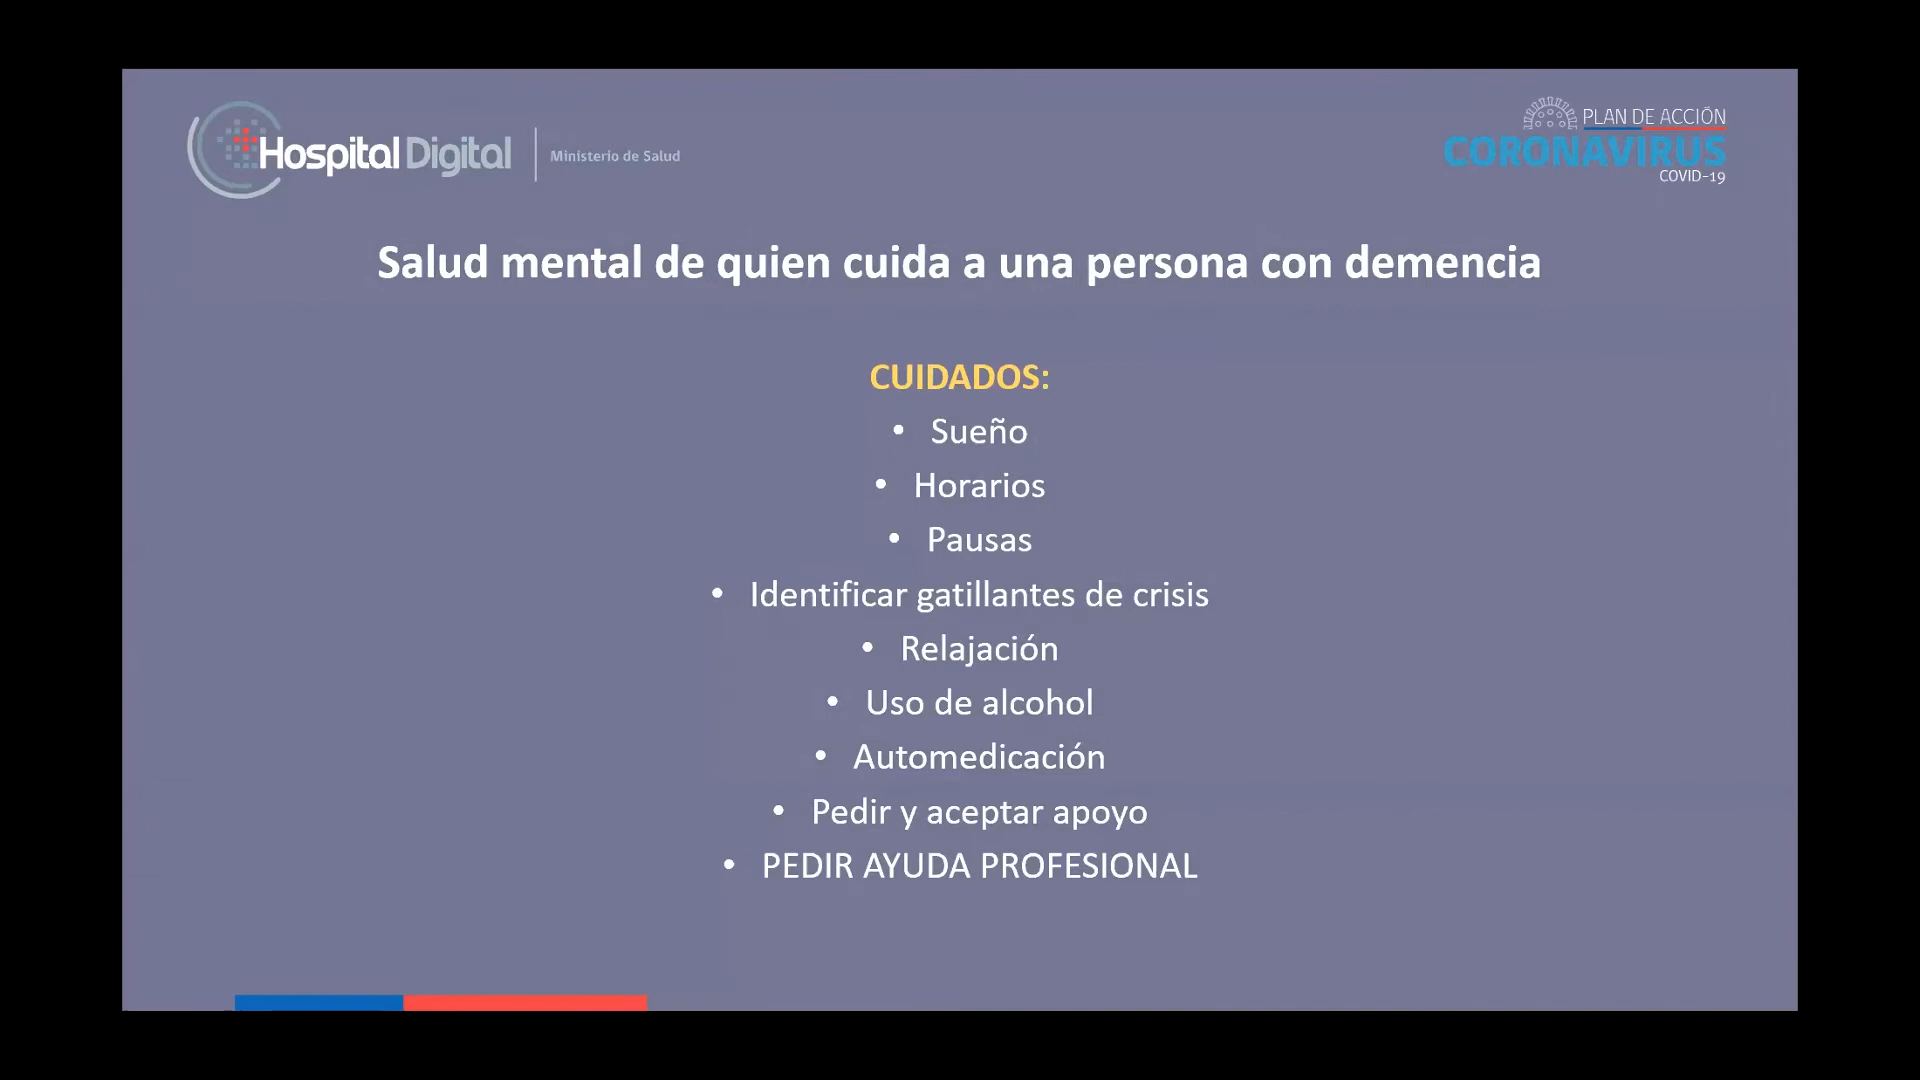 Hospital Digital
Ministerio de Salud
PLAN DE ACCIÓN
CORONAVIRUS
COVID-19
Salud mental de quien cuida a una persona con demencia
CUIDADOS:
• Sueño
• Horarios
• Pausas
• Identificar gatillantes de crisis
• Relajación
• Uso de alcohol
• Automedicación
• Pedir y aceptar apoyo
• PEDIR AYUDA PROFESIONAL